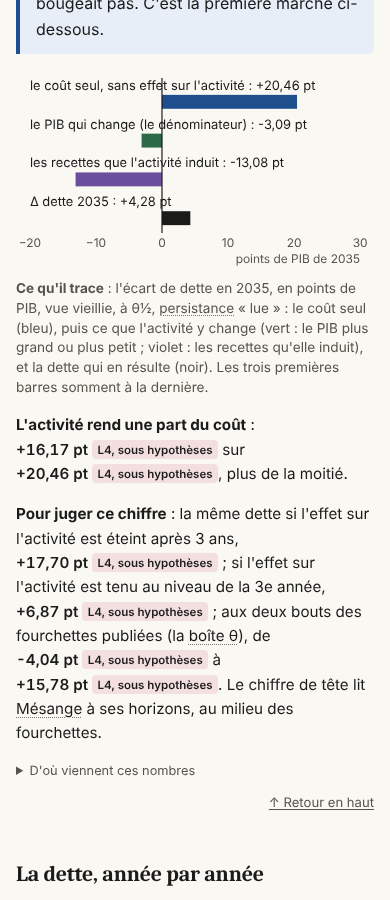 bougeait pas. C'est la première marche ci-
dessous.
le coût seul, sans effet sur l'activité : +20,46 pt
le PIB qui change (le dénominateur) : -3,09 pt
les recettes que l'activité induit : -13,08 pt
Δ dette 2035 : +4,28 pt
−20 −10 0 10 20 30
points de PIB de 2035
Ce qu'il trace : l'écart de dette en 2035, en points de
PIB, vue vieillie, à θ½, persistance « lue » : le coût seul
(bleu), puis ce que l'activité y change (vert : le PIB plus
grand ou plus petit ; violet : les recettes qu'elle induit),
et la dette qui en résulte (noir). Les trois premières
barres somment à la dernière.
L'activité rend une part du coût :
+16,17 pt L4, sous hypothèses sur
+20,46 pt L4, sous hypothèses , plus de la moitié.
Pour juger ce chiffre : la même dette si l'effet sur
l'activité est éteint après 3 ans,
+17,70 pt L4, sous hypothèses ; si l'effet sur
l'activité est tenu au niveau de la 3e année,
+6,87 pt L4, sous hypothèses ; aux deux bouts des
fourchettes publiées (la boîte θ), de
-4,04 pt L4, sous hypothèses à
+15,78 pt L4, sous hypothèses . Le chiffre de tête lit
Mésange à ses horizons, au milieu des
fourchettes.
▶ D'où viennent ces nombres
↑ Retour en haut
La dette, année par année